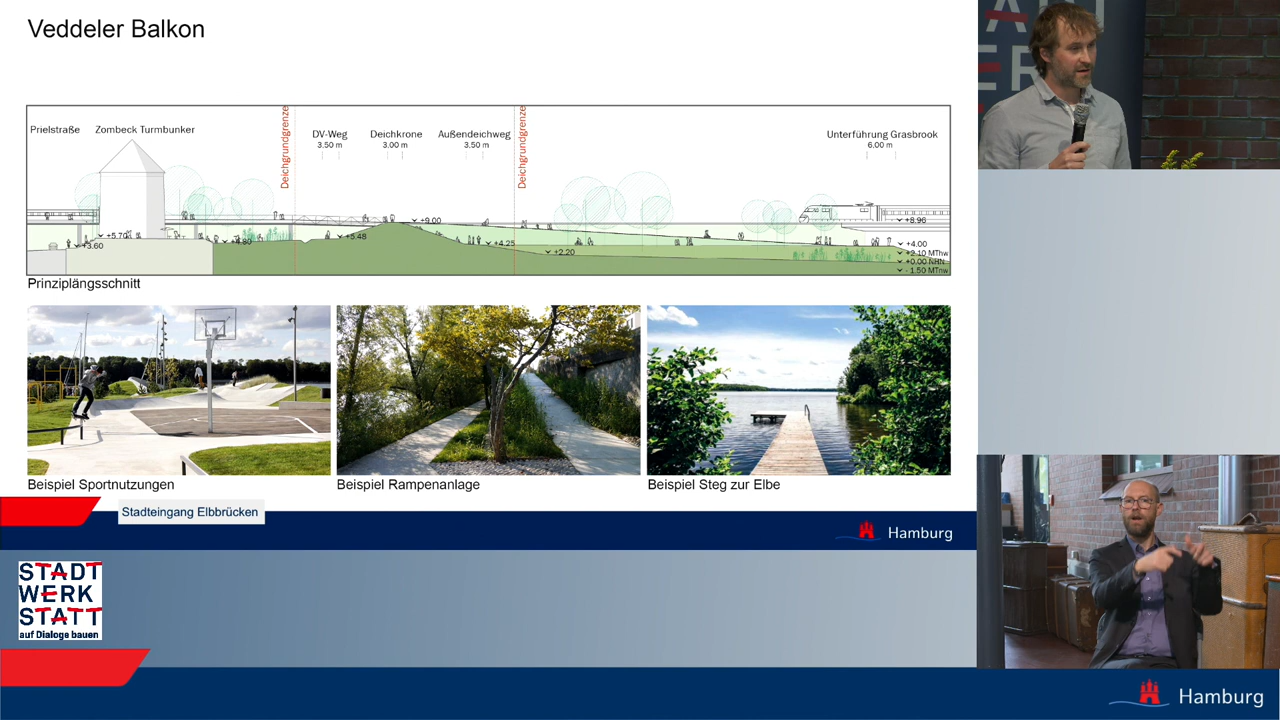 Veddeler Balkon
Prielstraße
Zombeck Turmbunker
Deichgrundgrenze
DV-Weg
3.50 m
Deichkrone
3.00 m
Außendeichweg
3,50 m
Deichgrundgrenze
Unterführung Grasbrook
6.00 m
+5.70
+3.60
+4.80
+5.48
+9.00
+4.25
+2.20
+8.96
+4.00
+2.10 MThw
+0.00 NHN
- 1.50 MTnw
Prinziplängsschnitt
Beispiel Sportnutzungen
Beispiel Rampenanlage
Beispiel Steg zur Elbe
Stadteingang Elbbrücken
Hamburg
STADT
WERK
STATT
auf Dialoge bauen
Hamburg